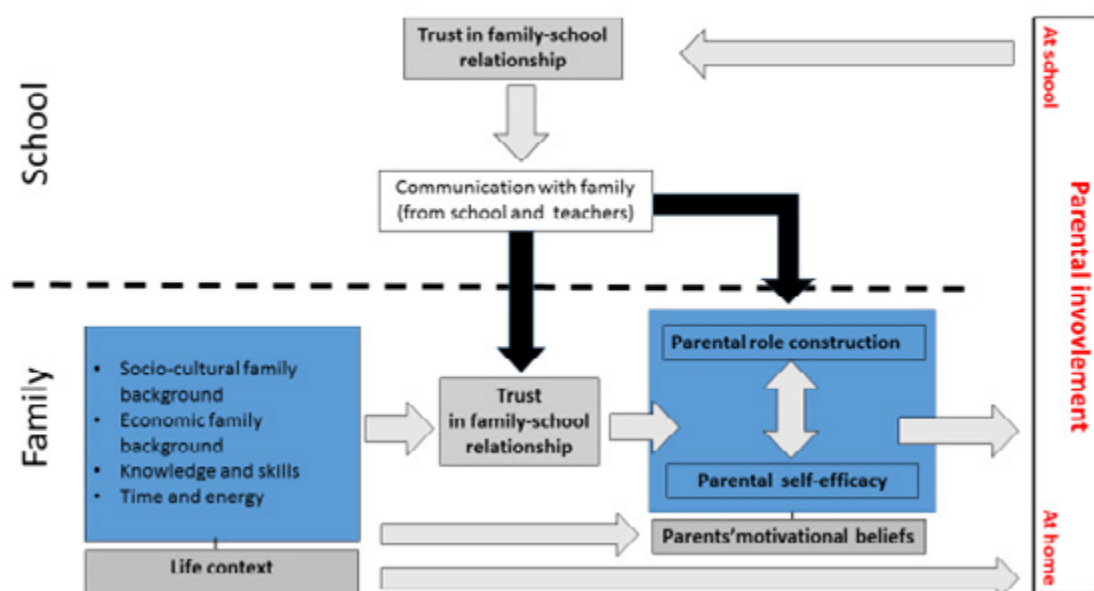 School
Trust in family-school
relationship
At school
Communication with family
(from school and teachers)
Parental invovlement
Family
• Socio-cultural family
background
• Economic family
background
• Knowledge and skills
• Time and energy
Life context
Trust
in family-school
relationship
Parental role construction
Parental self-efficacy
Parents'motivational beliefs
At home